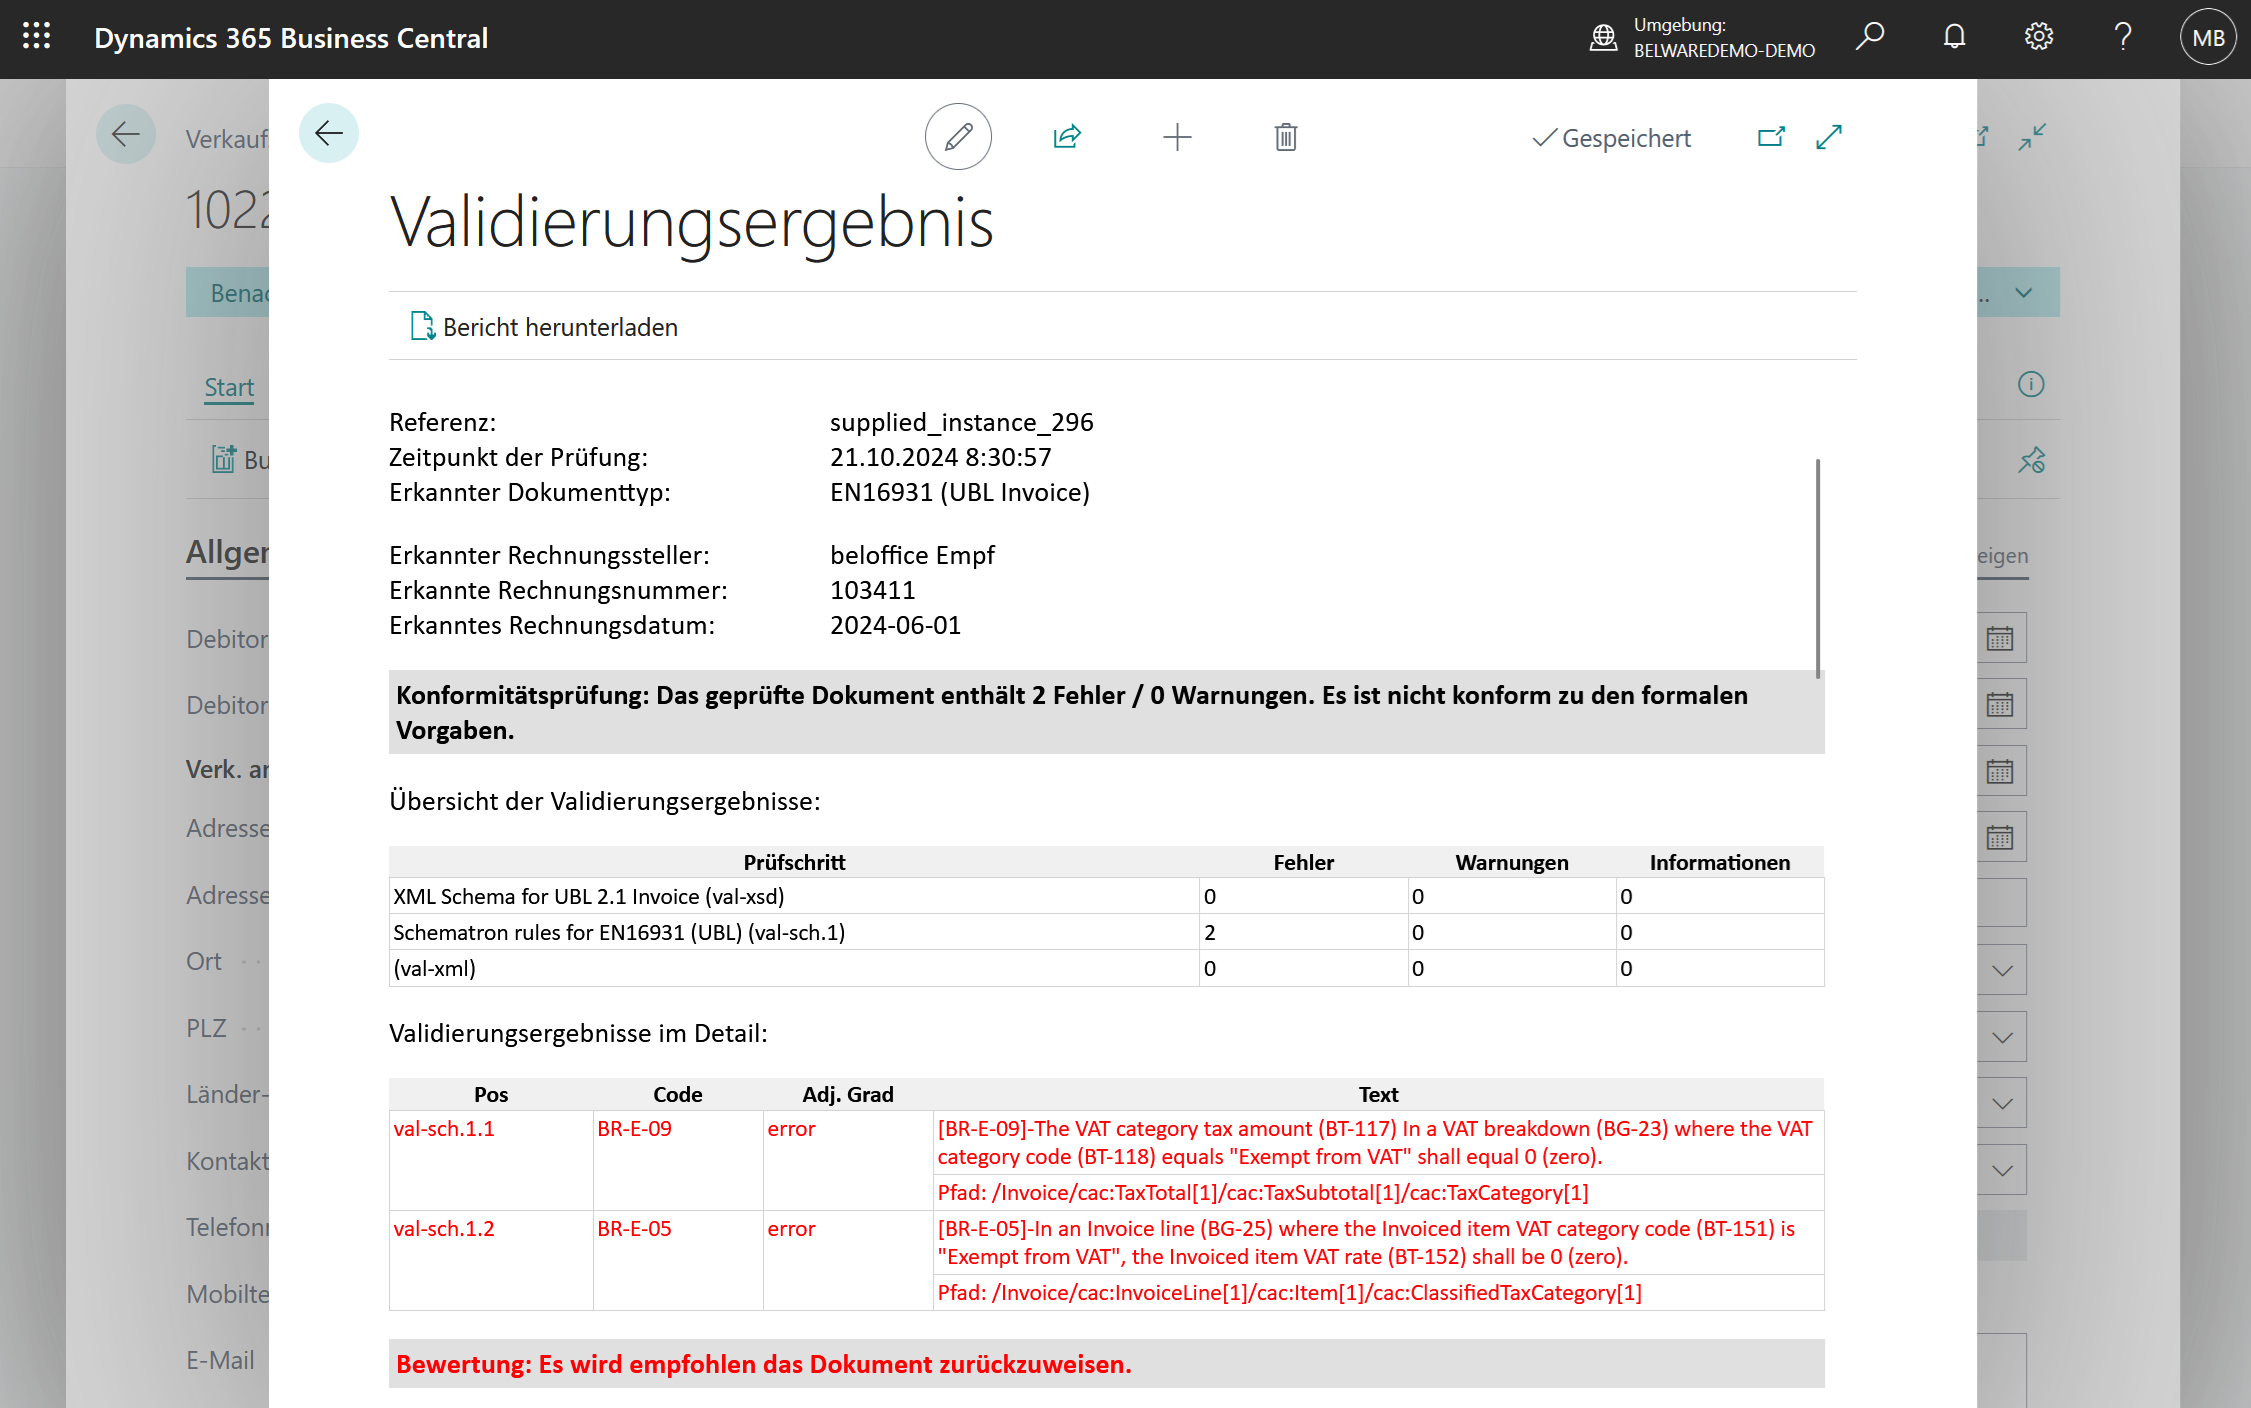 Dynamics 365 Business Central
Umgebung:
BELWAREDEMO-DEMO
MB
Verkauf
Gespeichert
102
Validierungsergebnis
Benac
Bericht herunterladen
Start
Bu
Referenz: supplied_instance_296
Zeitpunkt der Prüfung: 21.10.2024 8:30:57
Erkannter Dokumenttyp: EN16931 (UBL Invoice)
Allger
Erkannter Rechnungssteller: beloffice Empf
eigen
Erkannte Rechnungsnummer: 103411
Erkanntes Rechnungsdatum: 2024-06-01
Debitor
Debitor
Konformitätsprüfung: Das geprüfte Dokument enthält 2 Fehler / 0 Warnungen. Es ist nicht konform zu den formalen
Vorgaben.
Verk. an
Übersicht der Validierungsergebnisse:
Adresse
Prüfschritt Fehler Warnungen Informationen
XML Schema for UBL 2.1 Invoice (val-xsd) 0 0 0
Adresse
Schematron rules for EN16931 (UBL) (val-sch.1) 2 0 0
Ort
(val-xml) 0 0 0
PLZ
Validierungsergebnisse im Detail:
Länder-
Pos Code Adj. Grad Text
val-sch.1.1 BR-E-09 error [BR-E-09]-The VAT category tax amount (BT-117) In a VAT breakdown (BG-23) where the VAT
category code (BT-118) equals "Exempt from VAT" shall equal 0 (zero).
Kontakt
Pfad: /Invoice/cac:TaxTotal[1]/cac:TaxSubtotal[1]/cac:TaxCategory[1]
Telefonn
val-sch.1.2 BR-E-05 error [BR-E-05]-In an Invoice line (BG-25) where the Invoiced item VAT category code (BT-151) is
"Exempt from VAT", the Invoiced item VAT rate (BT-152) shall be 0 (zero).
Mobilte
Pfad: /Invoice/cac:InvoiceLine[1]/cac:Item[1]/cac:ClassifiedTaxCategory[1]
E-Mail
Bewertung: Es wird empfohlen das Dokument zurückzuweisen.